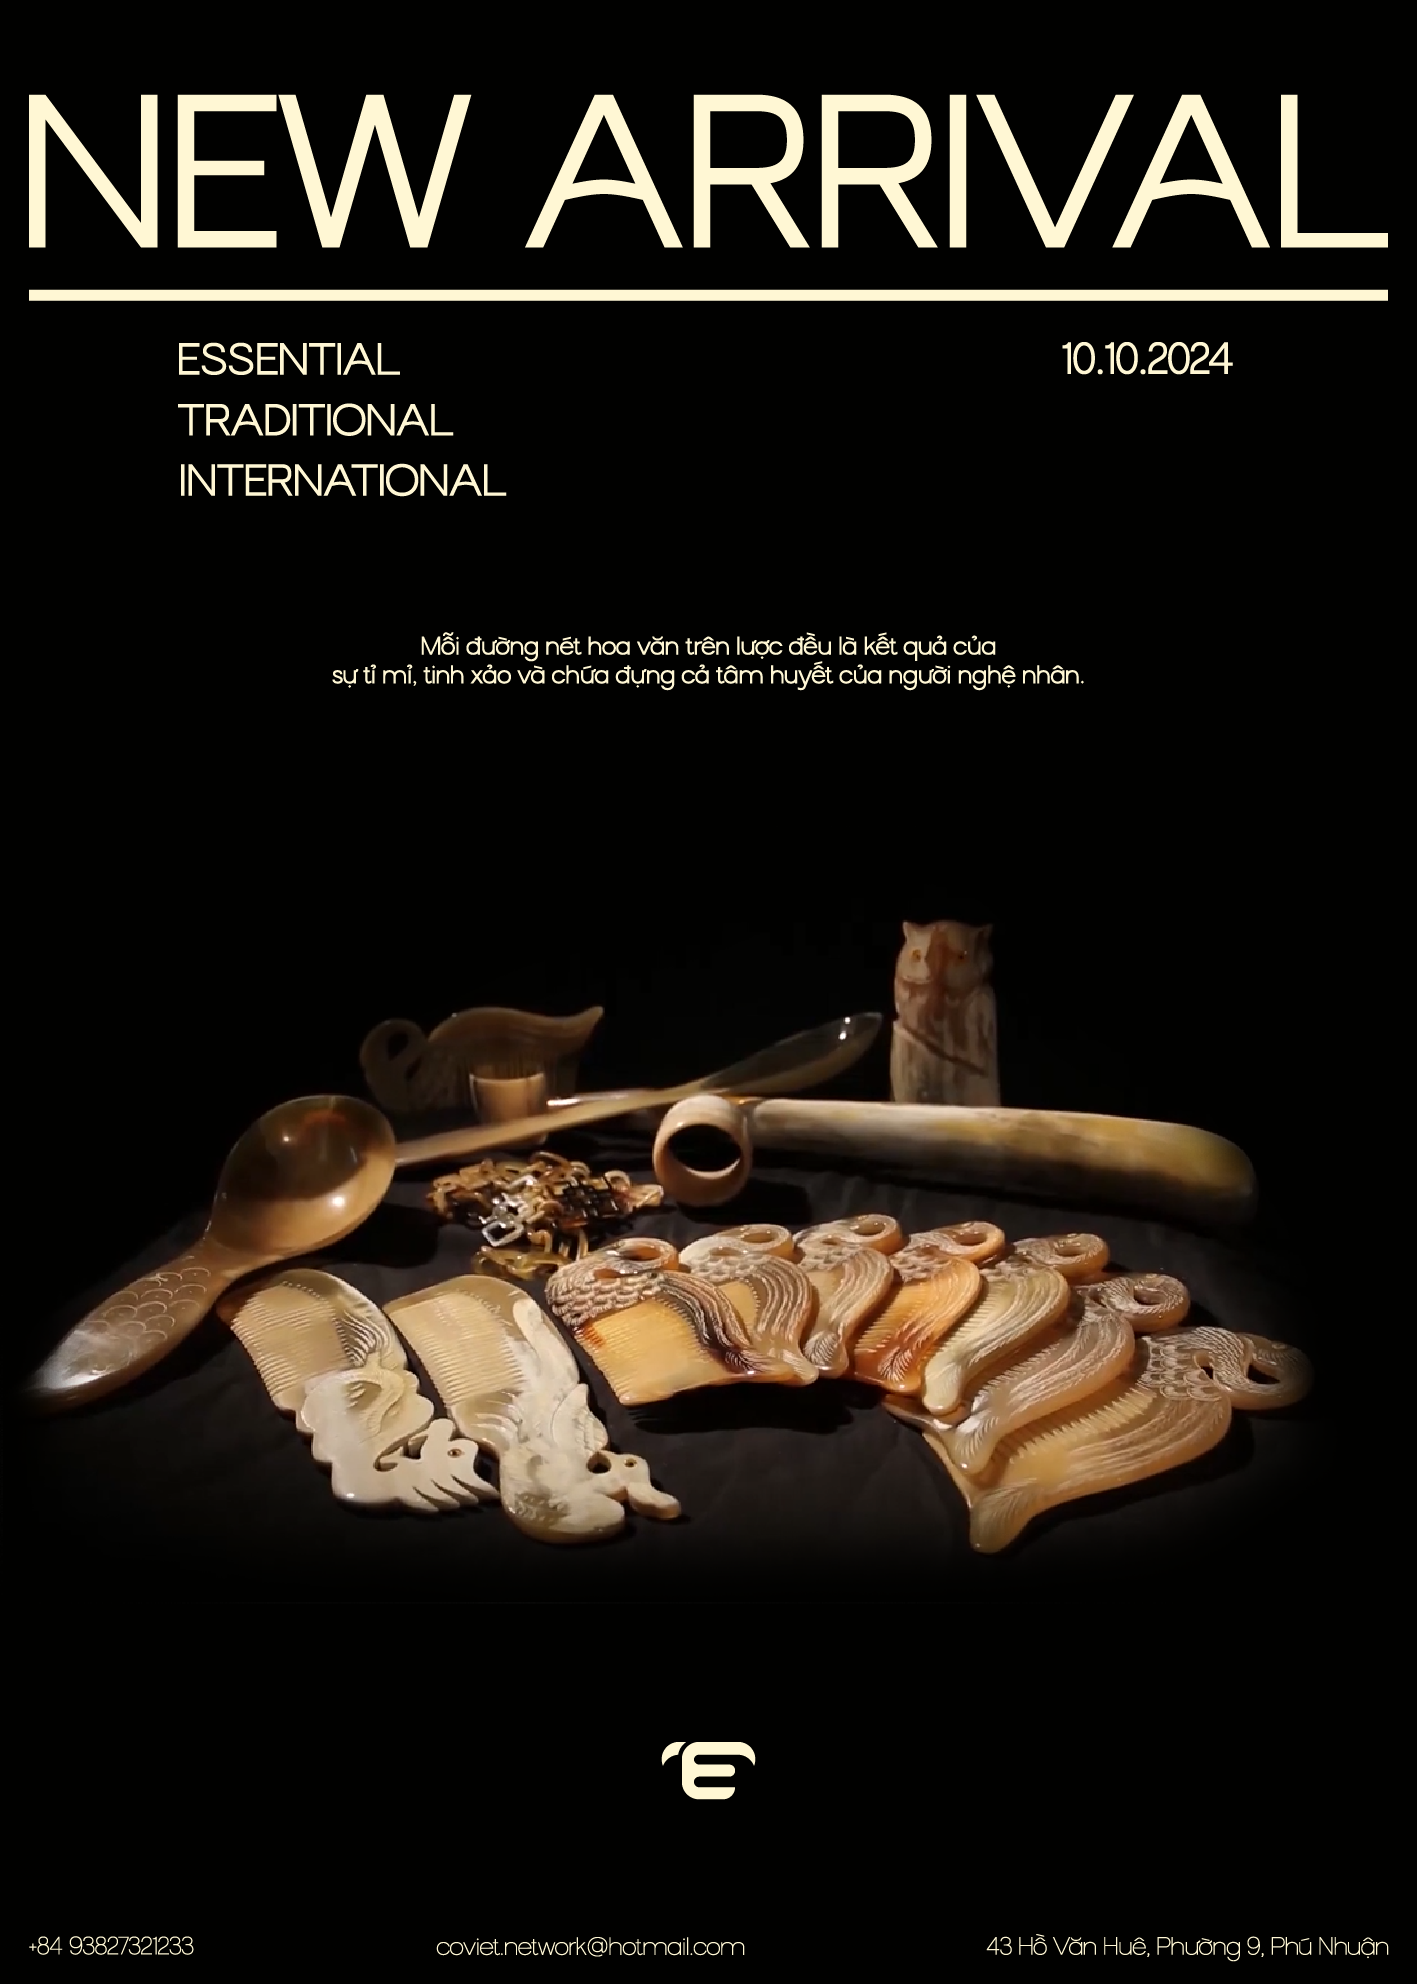 NEW ARRIVAL
ESSENTIAL
10.10.2024
TRADITIONAL
INTERNATIONAL
Mỗi đường nét hoa văn trên lược đều là kết quả của
sự tỉ mỉ, tinh xảo và chứa đựng cả tâm huyết của người nghệ nhân.
E
+84 93827321233
coviet.network@hotmail.com
43 Hồ Văn Huê, Phường 9, Phú Nhuận